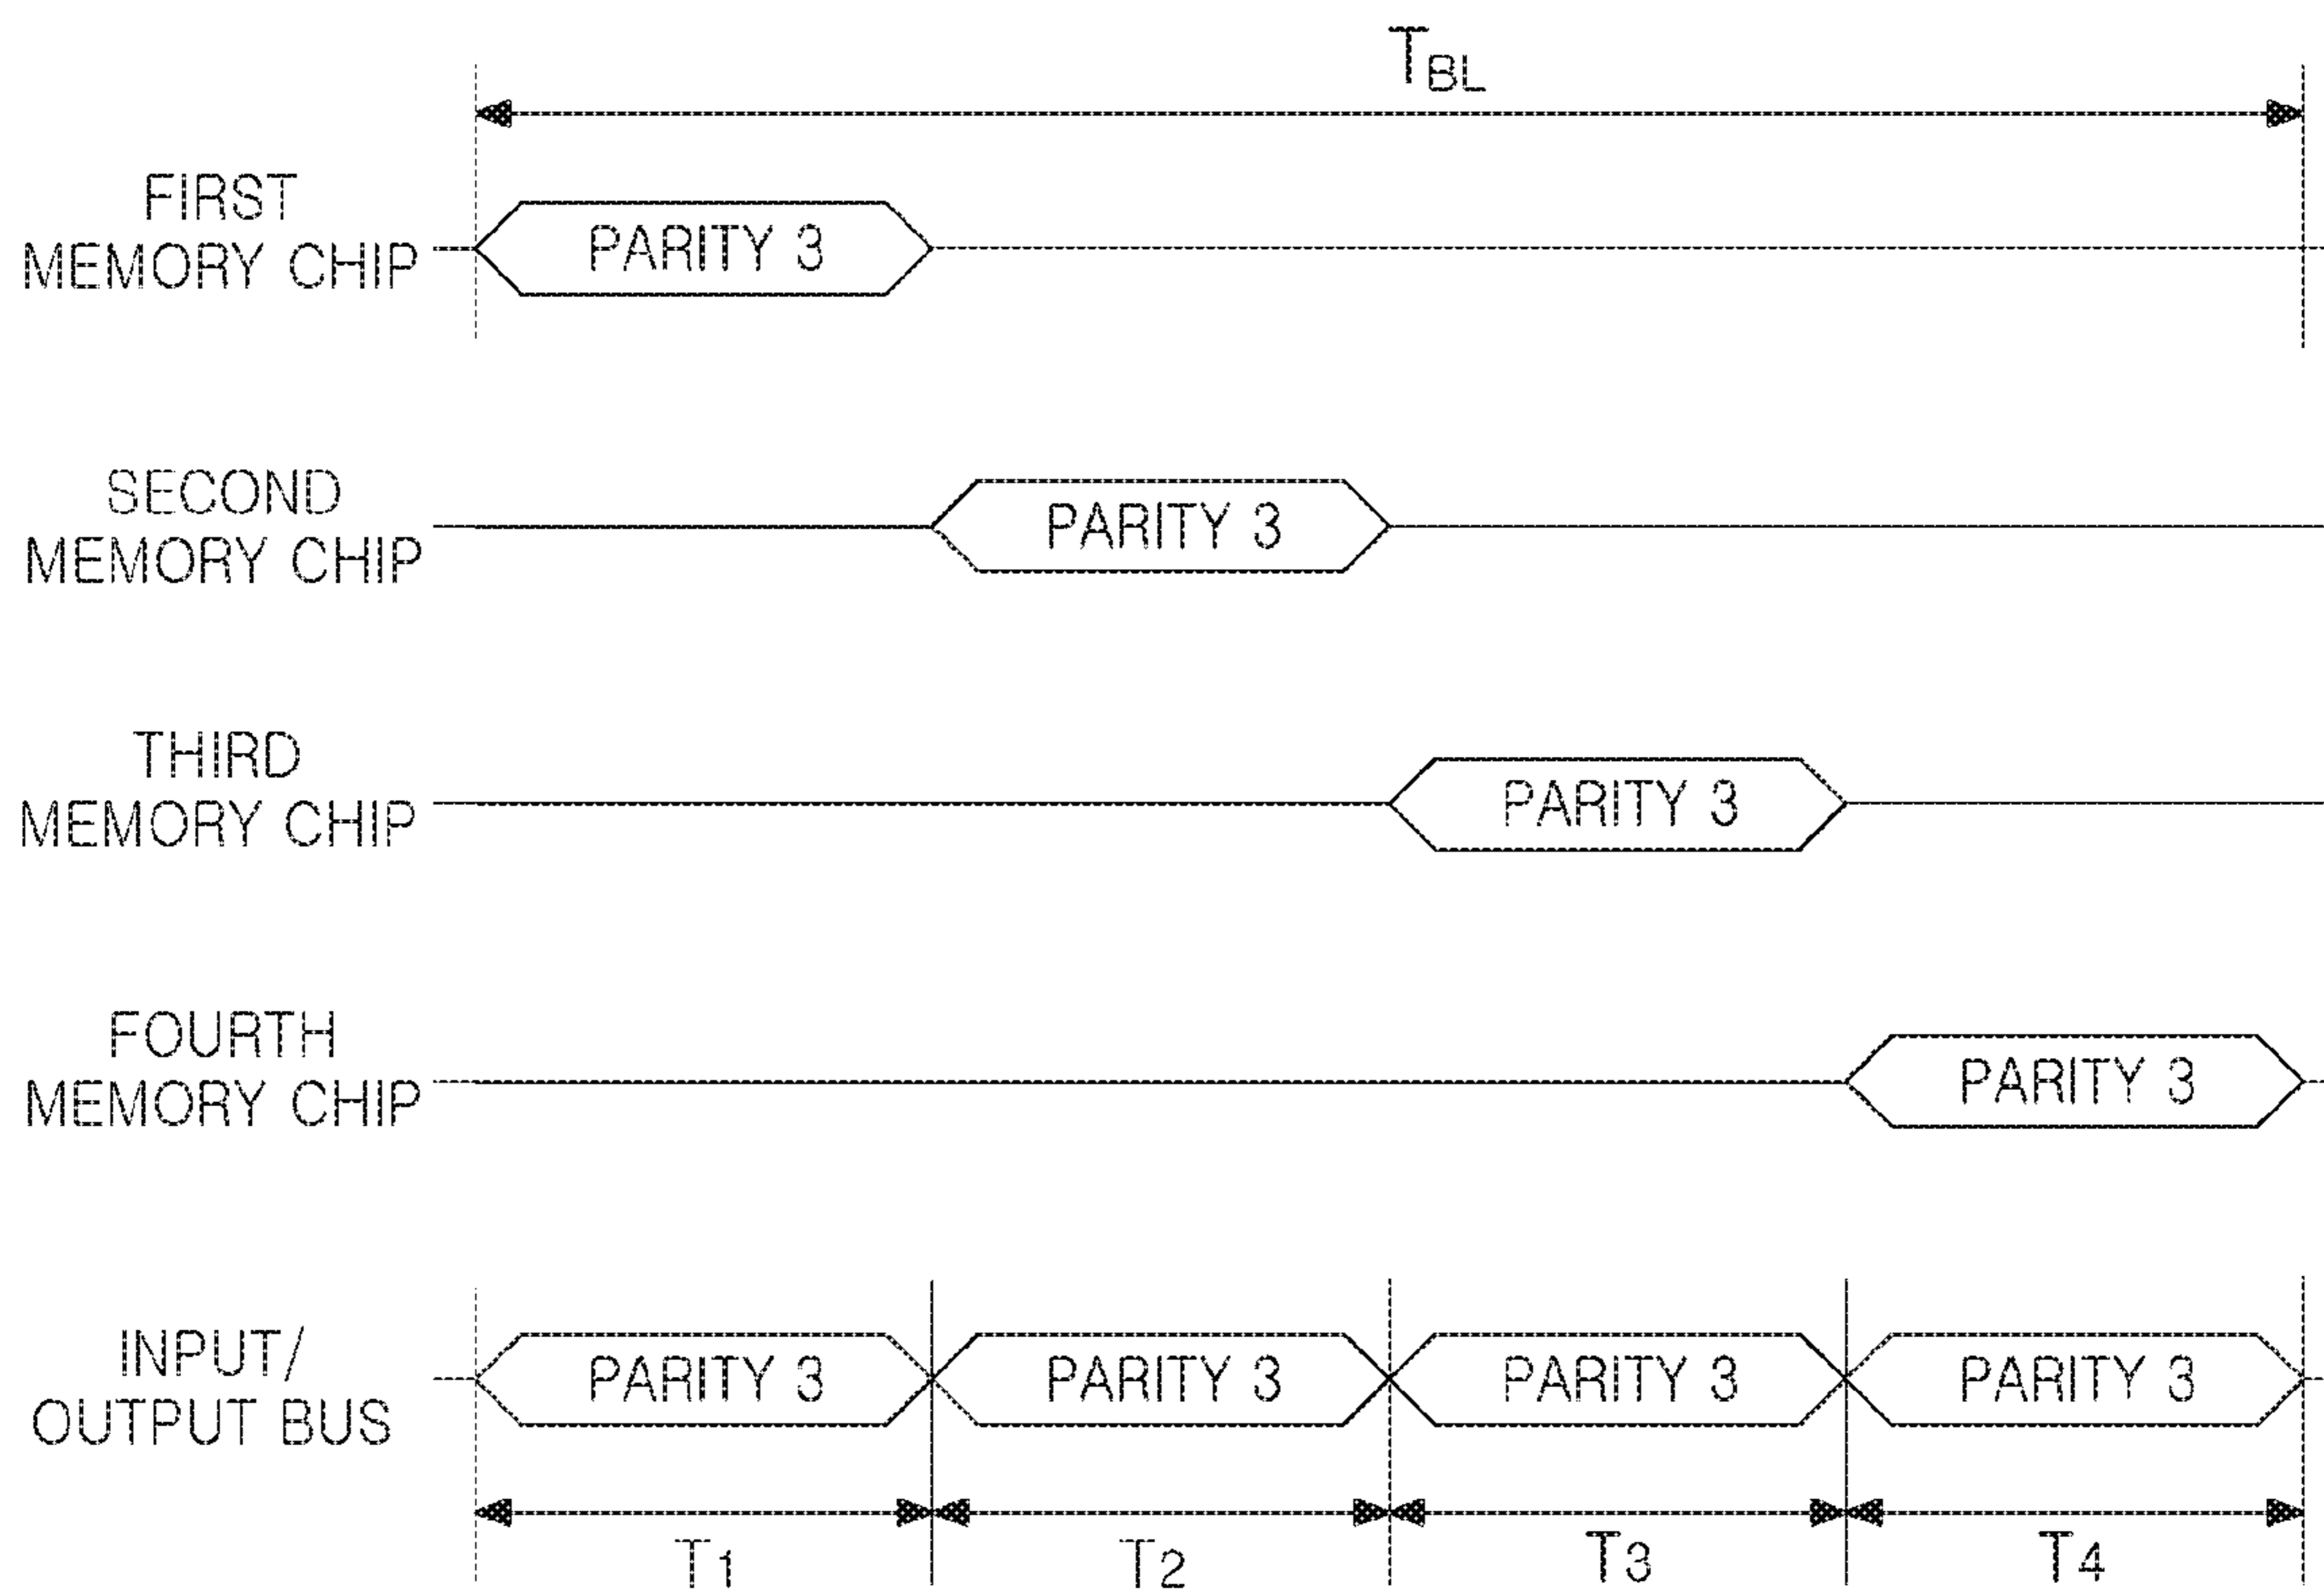 TBL
FIRST
MEMORY CHIP
PARITY 3
SECOND
MEMORY CHIP
PARITY 3
THIRD
MEMORY CHIP
PARITY 3
FOURTH
MEMORY CHIP
PARITY 3
INPUT/
OUTPUT BUS
PARITY 3 PARITY 3 PARITY 3 PARITY 3
T1 T2 T3 T4